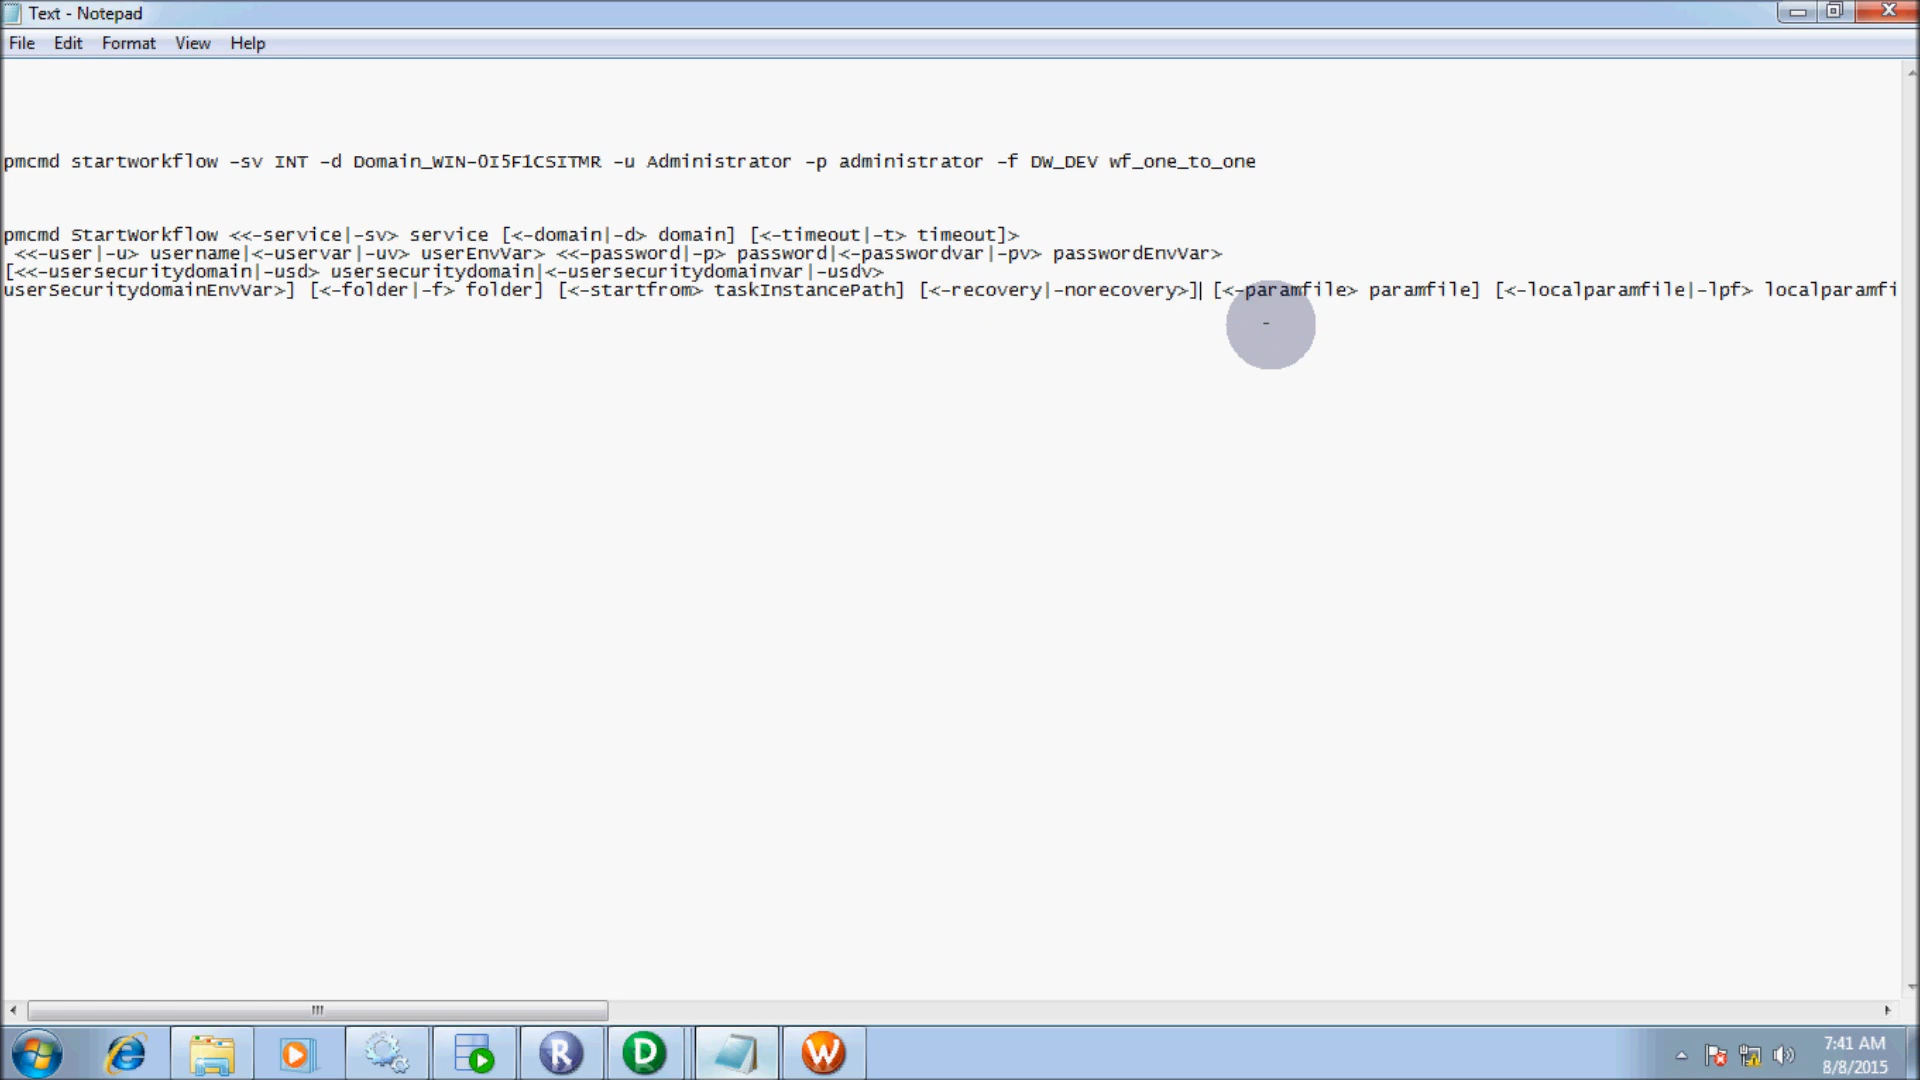 Text - Notepad
File Edit Format View Help
pmcmd startworkflow -sv INT -d Domain_WIN-0I5F1CSITMR -u Administrator -p administrator -f DW_DEV wf_one_to_one
pmcmd StartWorkflow <<-service|-sv> service [<-domain|-d> domain] [<-timeout|-t> timeout]>
<<-user|-u> username|<-uservar|-uv> userEnvVar> <<-password|-p> password|<-passwordvar|-pv> passwordEnvVar>
[<<-usersecuritydomain|-usd> usersecuritydomain|<-usersecuritydomainvar|-usdv>
userSecuritydomainEnvVar>] [<-folder|-f> folder] [<-startfrom> taskInstancePath] [<-recovery|-norecovery>] [<-paramfile> paramfile] [<-localparamfile|-lpf> localparamfi
R D W
7:41 AM
8/8/2015